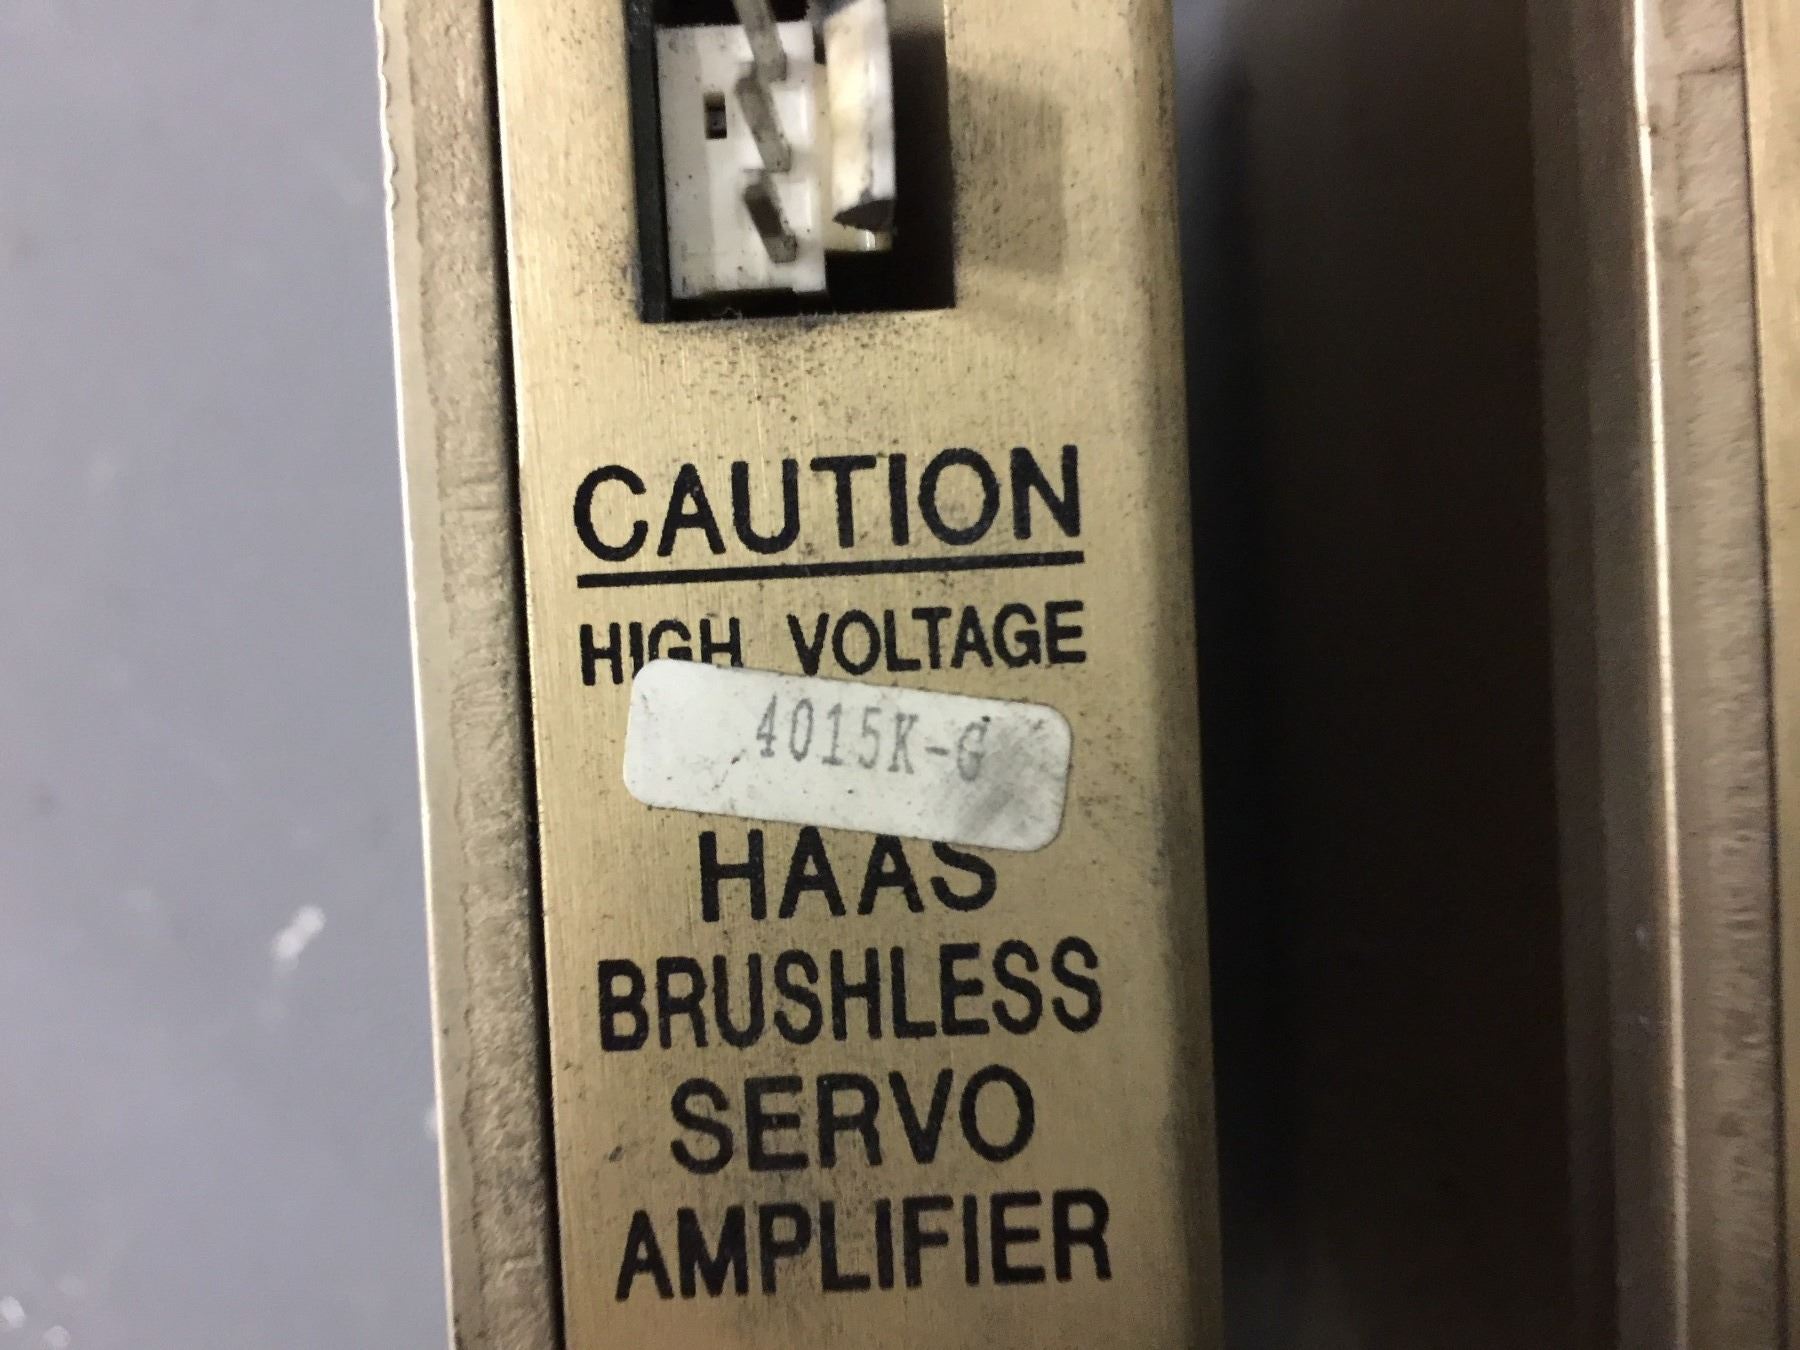 CAUTION
HIGH VOLTAGE
4015K-G
HAAS
BRUSHLESS
SERVO
AMPLIFIER